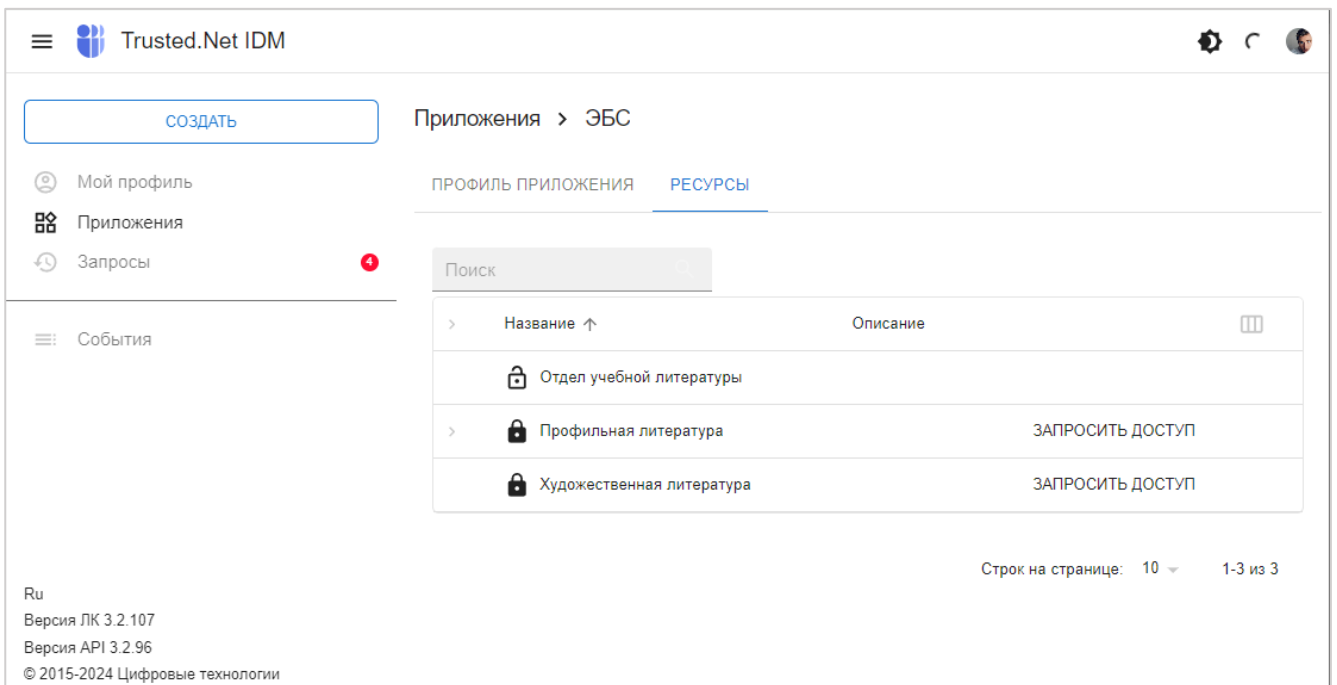 Trusted.Net IDM
СОЗДАТЬ
Мой профиль
Приложения
Запросы 4
События
Приложения > ЭБС
ПРОФИЛЬ ПРИЛОЖЕНИЯ РЕСУРСЫ
Поиск
Название Описание
Отдел учебной литературы
Профильная литература ЗАПРОСИТЬ ДОСТУП
Художественная литература ЗАПРОСИТЬ ДОСТУП
Строк на странице: 10 1-3 из 3
Ru
Версия ЛК 3.2.107
Версия API 3.2.96
© 2015-2024 Цифровые технологии